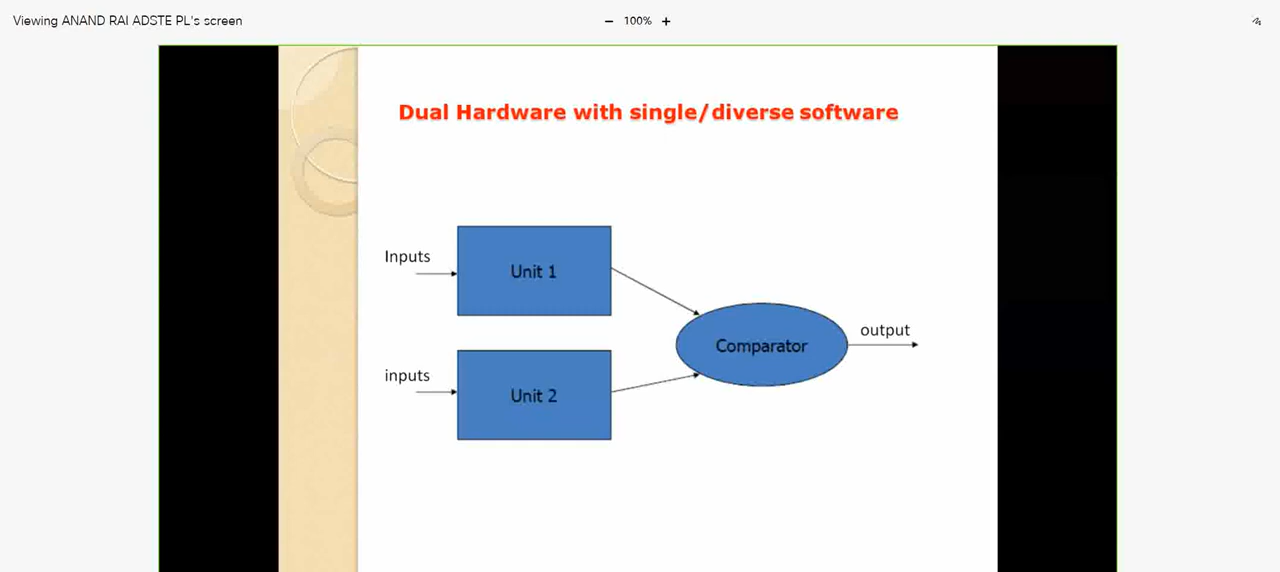 Viewing ANAND RAI ADSTE PL's screen
− 100% +
Dual Hardware with single/diverse software
Inputs
Unit 1
output
Comparator
inputs
Unit 2